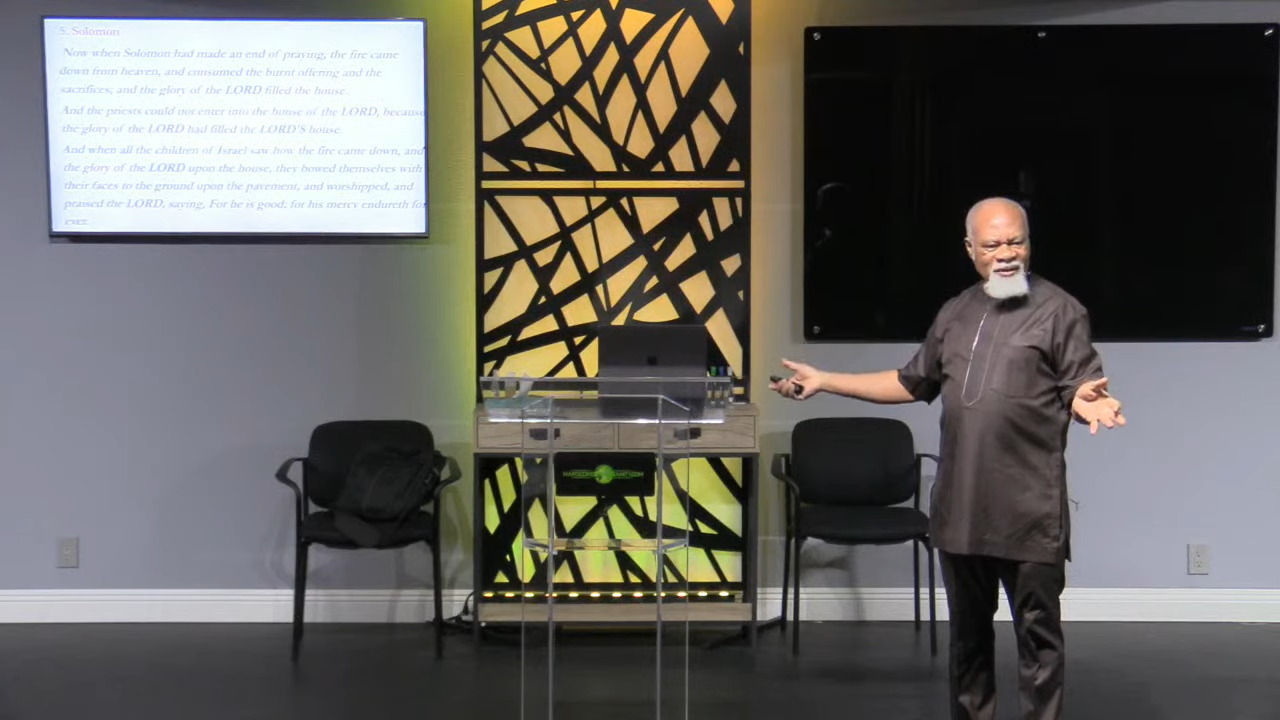 5. Solomon
Now when Solomon had made an end of praying, the fire came
down from heaven, and consumed the burnt offering and the
sacrifices; and the glory of the LORD filled the house.
And the priests could not enter into the house of the LORD, because
the glory of the LORD had filled the LORD'S house.
And when all the children of Israel saw how the fire came down, and
the glory of the LORD upon the house, they bowed themselves with
their faces to the ground upon the pavement, and worshipped, and
praised the LORD, saying, For he is good: for his mercy endureth for
ever.